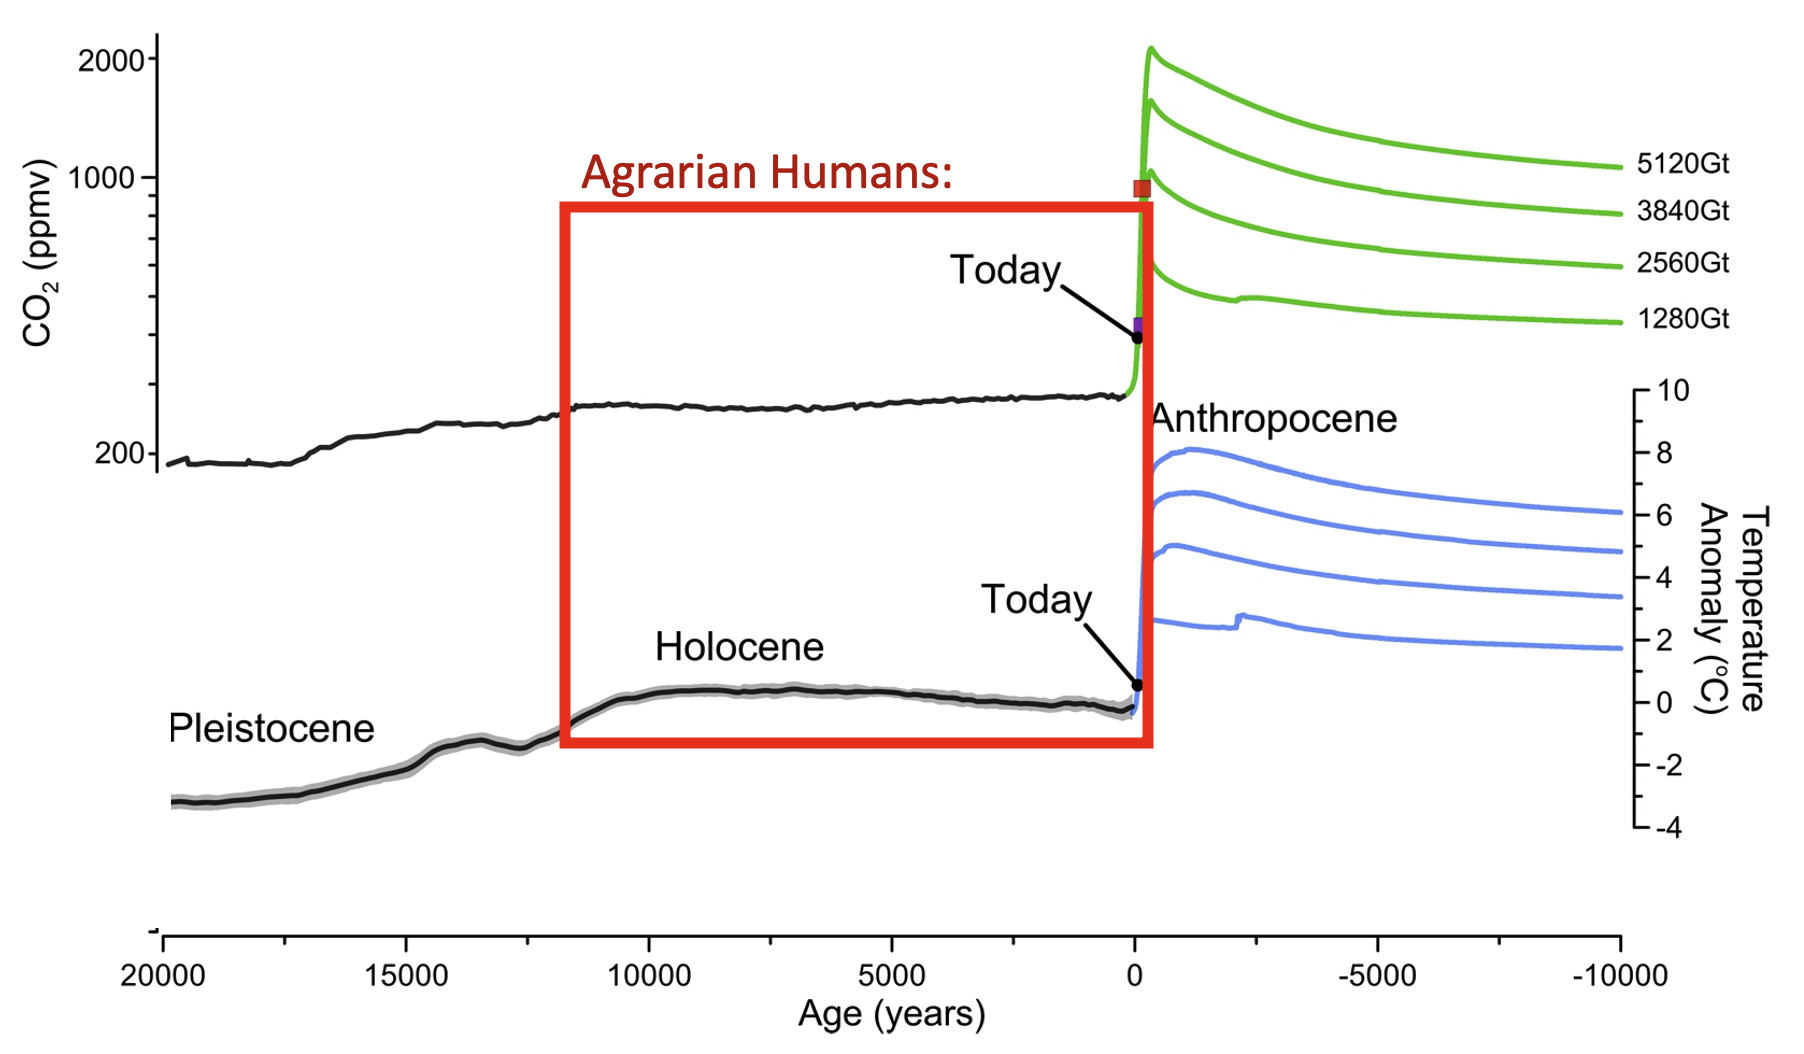 2000
1000
200
CO2 (ppmv)
Agrarian Humans:
Today
5120Gt
3840Gt
2560Gt
1280Gt
Anthropocene
Today
Holocene
Pleistocene
10
8
6
4
2
0
-2
-4
Temperature
Anomaly (°C)
20000 15000 10000 5000 0 -5000 -10000
Age (years)